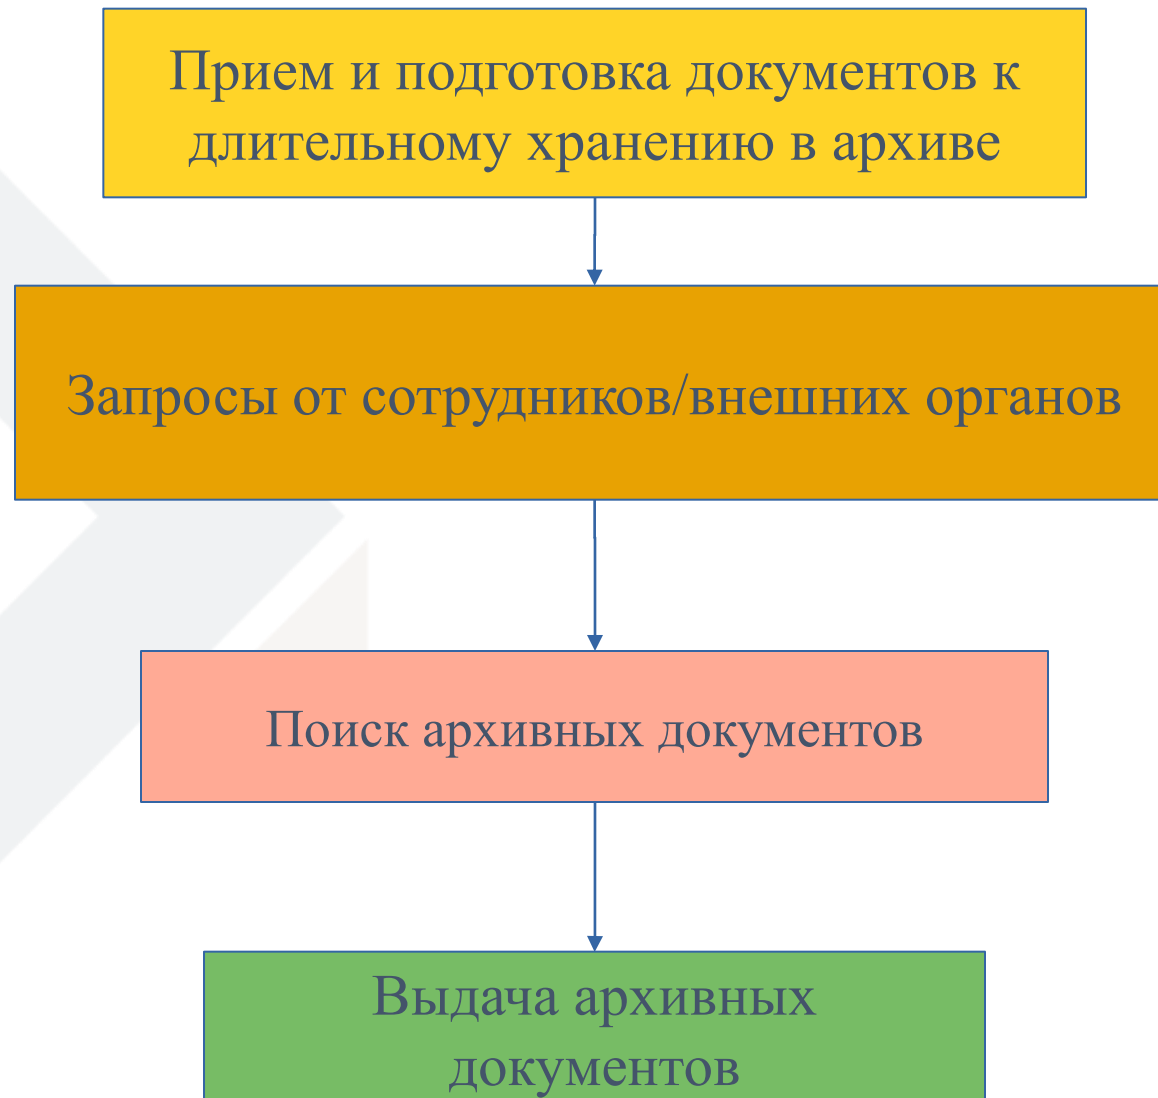 Прием и подготовка документов к
длительному хранению в архиве
Запросы от сотрудников/внешних органов
Поиск архивных документов
Выдача архивных
документов